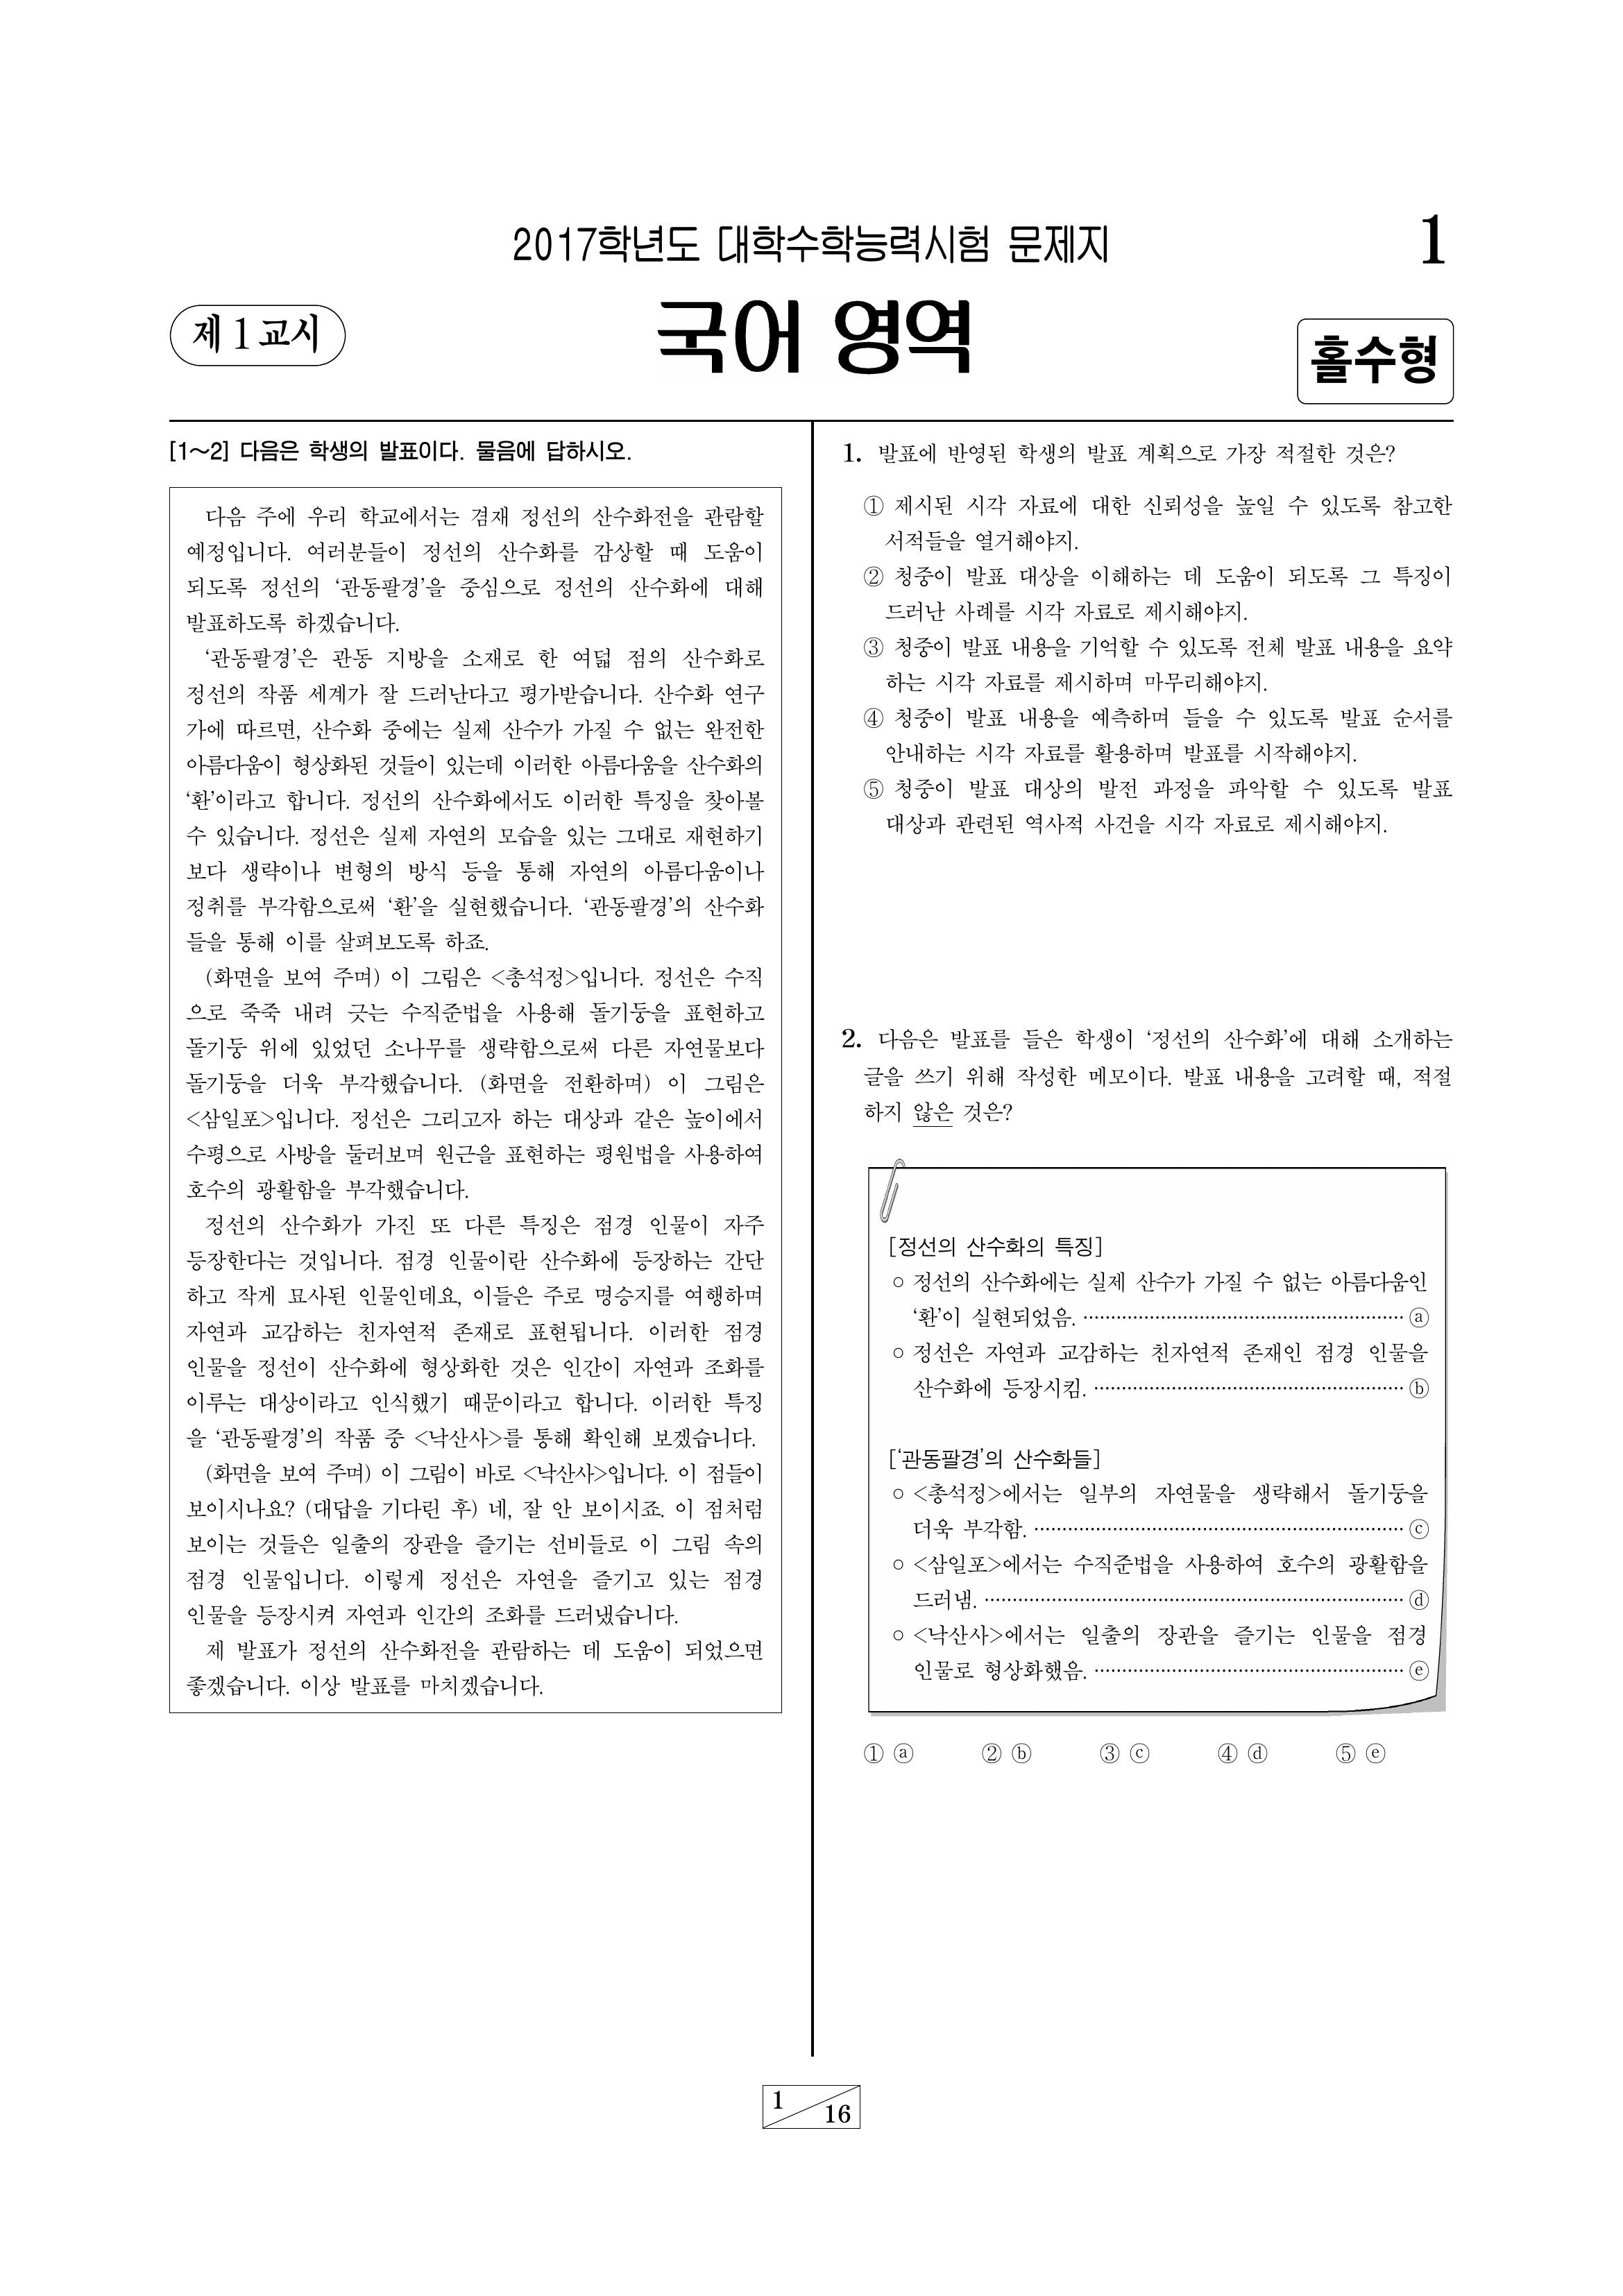 2017학년도 대학수학능력시험 문제지
1
제 1 교시
국어 영역
홀수형
[1~2] 다음은 학생의 발표이다. 물음에 답하시오.
다음 주에 우리 학교에서는 겸재 정선의 산수화전을 관람할
예정입니다. 여러분들이 정선의 산수화를 감상할 때 도움이
되도록 정선의 ‘관동팔경’을 중심으로 정선의 산수화에 대해
발표하도록 하겠습니다.
‘관동팔경’은 관동 지방을 소재로 한 여덟 점의 산수화로
정선의 작품 세계가 잘 드러난다고 평가받습니다. 산수화 연구
가에 따르면, 산수화 중에는 실제 산수가 가질 수 없는 완전한
아름다움이 형상화된 것들이 있는데 이러한 아름다움을 산수화의
‘환’이라고 합니다. 정선의 산수화에서도 이러한 특징을 찾아볼
수 있습니다. 정선은 실제 자연의 모습을 있는 그대로 재현하기
보다 생략이나 변형의 방식 등을 통해 자연의 아름다움이나
정취를 부각함으로써 ‘환’을 실현했습니다. ‘관동팔경’의 산수화
들을 통해 이를 살펴보도록 하죠.
(화면을 보여 주며) 이 그림은 <총석정>입니다. 정선은 수직
으로 죽죽 내려 긋는 수직준법을 사용해 돌기둥을 표현하고
돌기둥 위에 있었던 소나무를 생략함으로써 다른 자연물보다
돌기둥을 더욱 부각했습니다. (화면을 전환하며) 이 그림은
<삼일포>입니다. 정선은 그리고자 하는 대상과 같은 높이에서
수평으로 사방을 둘러보며 원근을 표현하는 평원법을 사용하여
호수의 광활함을 부각했습니다.
정선의 산수화가 가진 또 다른 특징은 점경 인물이 자주
등장한다는 것입니다. 점경 인물이란 산수화에 등장하는 간단
하고 작게 묘사된 인물인데요, 이들은 주로 명승지를 여행하며
자연과 교감하는 친자연적 존재로 표현됩니다. 이러한 점경
인물을 정선이 산수화에 형상화한 것은 인간이 자연과 조화를
이루는 대상이라고 인식했기 때문이라고 합니다. 이러한 특징
을 ‘관동팔경’의 작품 중 <낙산사>를 통해 확인해 보겠습니다.
(화면을 보여 주며) 이 그림이 바로 <낙산사>입니다. 이 점들이
보이시나요? (대답을 기다린 후) 네, 잘 안 보이시죠. 이 점처럼
보이는 것들은 일출의 장관을 즐기는 선비들로 이 그림 속의
점경 인물입니다. 이렇게 정선은 자연을 즐기고 있는 점경
인물을 등장시켜 자연과 인간의 조화를 드러냈습니다.
제 발표가 정선의 산수화전을 관람하는 데 도움이 되었으면
좋겠습니다. 이상 발표를 마치겠습니다.
1. 발표에 반영된 학생의 발표 계획으로 가장 적절한 것은?
① 제시된 시각 자료에 대한 신뢰성을 높일 수 있도록 참고한
서적들을 열거해야지.
② 청중이 발표 대상을 이해하는 데 도움이 되도록 그 특징이
드러난 사례를 시각 자료로 제시해야지.
③ 청중이 발표 내용을 기억할 수 있도록 전체 발표 내용을 요약
하는 시각 자료를 제시하며 마무리해야지.
④ 청중이 발표 내용을 예측하며 들을 수 있도록 발표 순서를
안내하는 시각 자료를 활용하며 발표를 시작해야지.
⑤ 청중이 발표 대상의 발전 과정을 파악할 수 있도록 발표
대상과 관련된 역사적 사건을 시각 자료로 제시해야지.
2. 다음은 발표를 들은 학생이 ‘정선의 산수화’에 대해 소개하는
글을 쓰기 위해 작성한 메모이다. 발표 내용을 고려할 때, 적절
하지 않은 것은?
[정선의 산수화의 특징]
○ 정선의 산수화에는 실제 산수가 가질 수 없는 아름다움인
‘환’이 실현되었음. ⋯⋯⋯⋯⋯⋯⋯⋯⋯⋯ ⓐ
○ 정선은 자연과 교감하는 친자연적 존재인 점경 인물을
산수화에 등장시킴. ⋯⋯⋯⋯⋯⋯⋯⋯⋯⋯ ⓑ
[‘관동팔경’의 산수화들]
○ <총석정>에서는 일부의 자연물을 생략해서 돌기둥을
더욱 부각함. ⋯⋯⋯⋯⋯⋯⋯⋯⋯⋯ ⓒ
○ <삼일포>에서는 수직준법을 사용하여 호수의 광활함을
드러냄. ⋯⋯⋯⋯⋯⋯⋯⋯⋯⋯ ⓓ
○ <낙산사>에서는 일출의 장관을 즐기는 인물을 점경
인물로 형상화했음. ⋯⋯⋯⋯⋯⋯⋯⋯⋯⋯ ⓔ
① ⓐ ② ⓑ ③ ⓒ ④ ⓓ ⑤ ⓔ
1
16